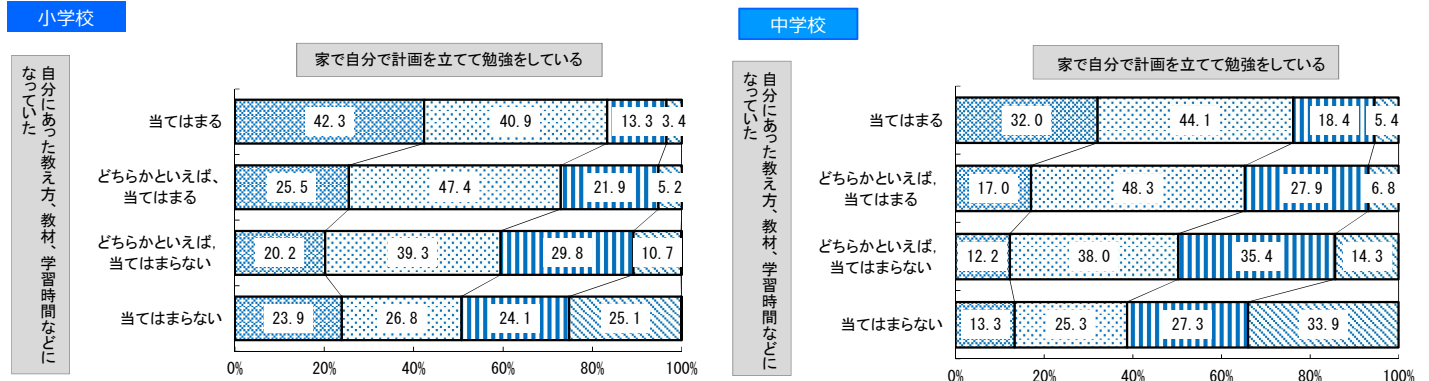 小学校
家で自分で計画を立てて勉強をしている
自分にあった教え方、教材、学習時間などに
なっていた
当てはまる
42.3 40.9 13.3 3.4
どちらかといえば、
当てはまる
25.5 47.4 21.9 5.2
どちらかといえば,
当てはまらない
20.2 39.3 29.8 10.7
当てはまらない
23.9 26.8 24.1 25.1
0% 20% 40% 60% 80% 100%
中学校
家で自分で計画を立てて勉強をしている
自分にあった教え方、教材、学習時間などに
なっていた
当てはまる
32.0 44.1 18.4 5.4
どちらかといえば,
当てはまる
17.0 48.3 27.9 6.8
どちらかといえば,
当てはまらない
12.2 38.0 35.4 14.3
当てはまらない
13.3 25.3 27.3 33.9
0% 20% 40% 60% 80% 100%